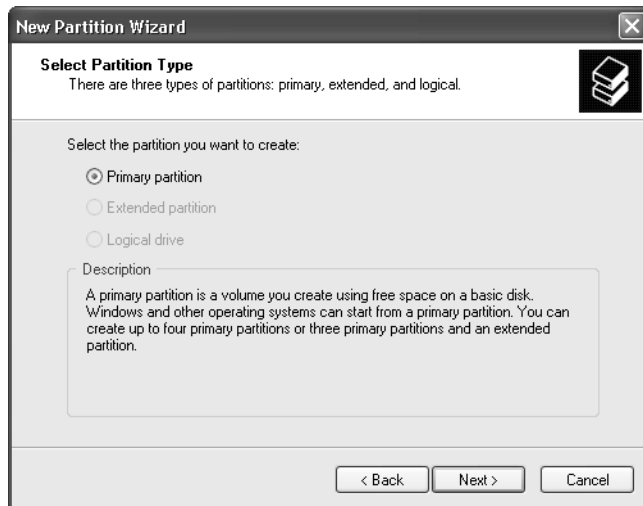 New Partition Wizard
Select Partition Type
There are three types of partitions: primary, extended, and logical.
Select the partition you want to create:
Primary partition
Extended partition
Logical drive
Description
A primary partition is a volume you create using free space on a basic disk.
Windows and other operating systems can start from a primary partition. You can
create up to four primary partitions or three primary partitions and an extended
partition.
< Back
Next >
Cancel